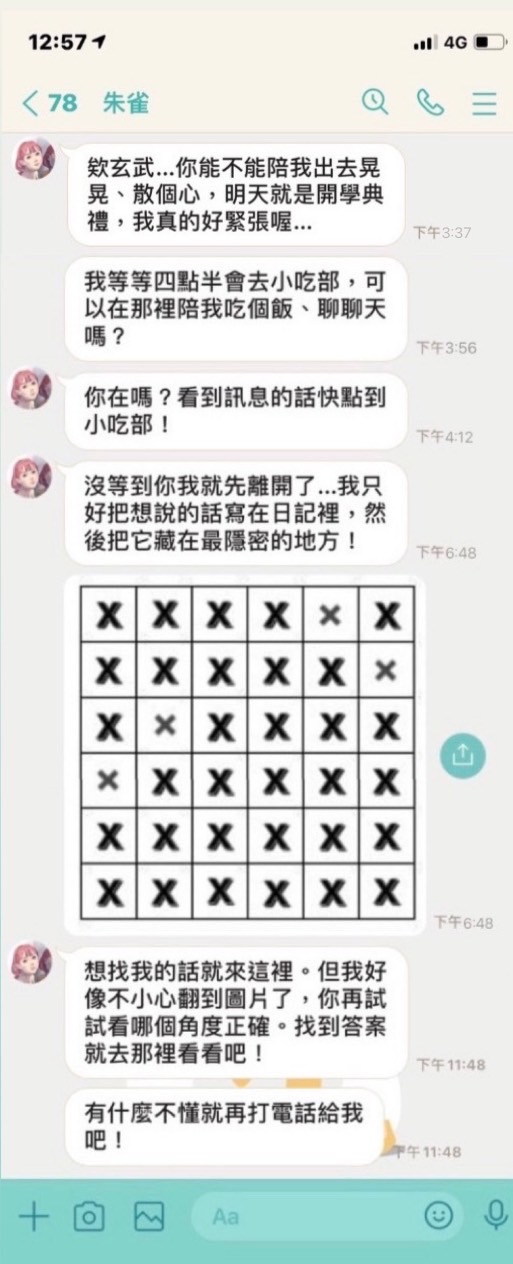 12:57
4G
78 朱雀
欸玄武...你能不能陪我出去晃
晃、散個心，明天就是開學典
禮，我真的好緊張喔...
下午3:37
我等等四點半會去小吃部，可
以在那裡陪我吃個飯、聊聊天
嗎？
下午3:56
你在嗎？看到訊息的話快點到
小吃部！
下午4:12
沒等到你我就先離開了...我只
好把想說的話寫在日記裡，然
後把它藏在最隱密的地方！
下午6:48
X X X X × X
X X X X X ×
X × X X X X
× X X X X X
X X X X X X
X X X X X X
下午6:48
想找我的話就來這裡。但我好
像不小心翻到圖片了，你再試
試看哪個角度正確。找到答案
就去那裡看看吧！
下午11:48
有什麼不懂就再打電話給我
吧！
下午11:48
Aa